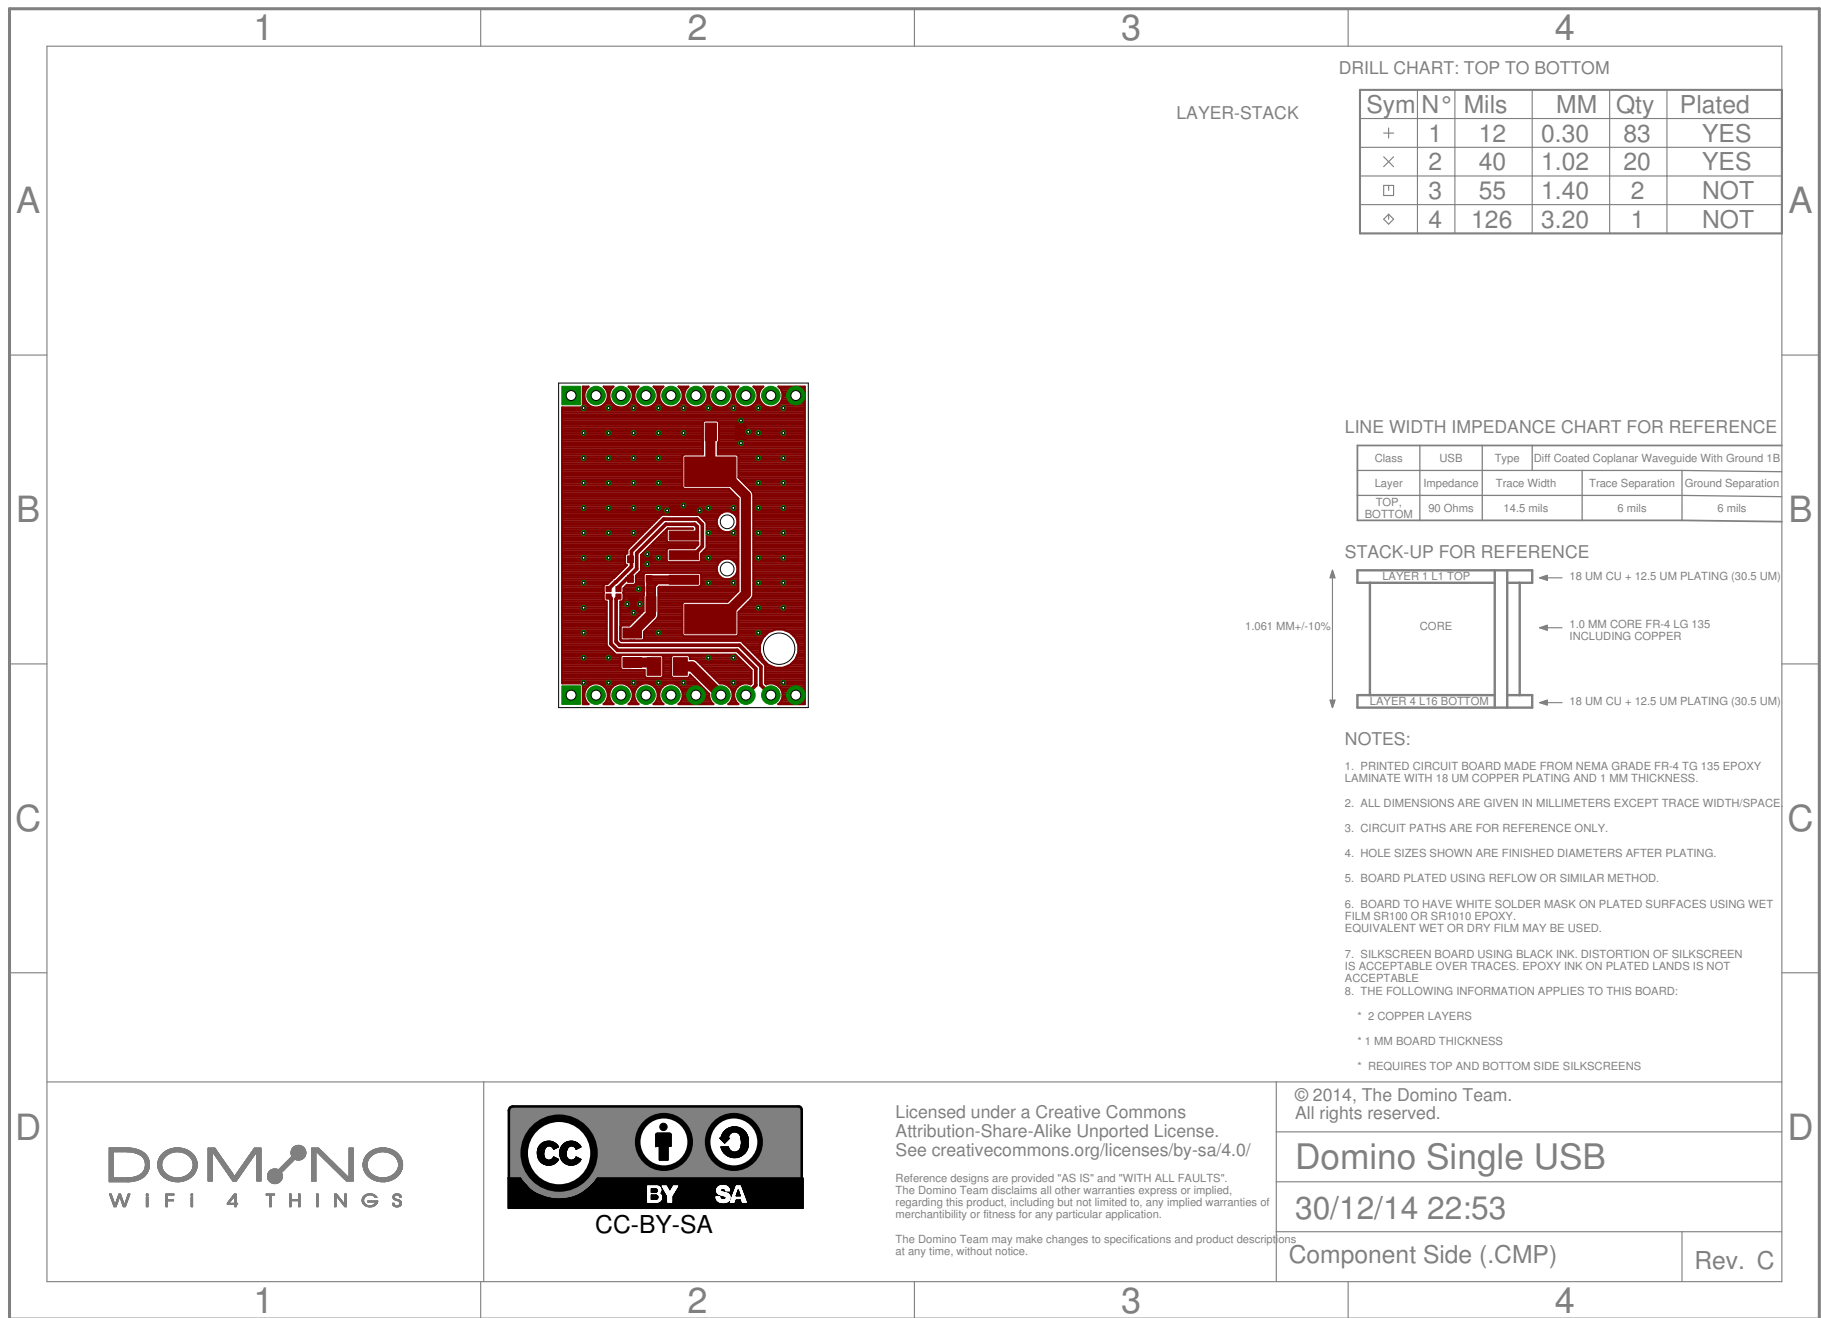 1 2 3 4
DRILL CHART: TOP TO BOTTOM
LAYER-STACK
Sym N° Mils MM Qty Plated
+ 1 12 0.30 83 YES
× 2 40 1.02 20 YES
3 55 1.40 2 NOT
4 126 3.20 1 NOT
A A
LINE WIDTH IMPEDANCE CHART FOR REFERENCE
Class USB Type Diff Coated Coplanar Waveguide With Ground 1B
Layer Impedance Trace Width Trace Separation Ground Separation
TOP,
BOTTOM 90 Ohms 14.5 mils 6 mils 6 mils
B B
STACK-UP FOR REFERENCE
LAYER 1 L1 TOP 18 UM CU + 12.5 UM PLATING (30.5 UM)
1.061 MM+/-10% CORE 1.0 MM CORE FR-4 LG 135
INCLUDING COPPER
LAYER 4 L16 BOTTOM 18 UM CU + 12.5 UM PLATING (30.5 UM)
NOTES:
1. PRINTED CIRCUIT BOARD MADE FROM NEMA GRADE FR-4 TG 135 EPOXY
LAMINATE WITH 18 UM COPPER PLATING AND 1 MM THICKNESS.
2. ALL DIMENSIONS ARE GIVEN IN MILLIMETERS EXCEPT TRACE WIDTH/SPACE
C C
3. CIRCUIT PATHS ARE FOR REFERENCE ONLY.
4. HOLE SIZES SHOWN ARE FINISHED DIAMETERS AFTER PLATING.
5. BOARD PLATED USING REFLOW OR SIMILAR METHOD.
6. BOARD TO HAVE WHITE SOLDER MASK ON PLATED SURFACES USING WET
FILM SR100 OR SR1010 EPOXY.
EQUIVALENT WET OR DRY FILM MAY BE USED.
7. SILKSCREEN BOARD USING BLACK INK. DISTORTION OF SILKSCREEN
IS ACCEPTABLE OVER TRACES. EPOXY INK ON PLATED LANDS IS NOT
ACCEPTABLE
8. THE FOLLOWING INFORMATION APPLIES TO THIS BOARD:
* 2 COPPER LAYERS
* 1 MM BOARD THICKNESS
* REQUIRES TOP AND BOTTOM SIDE SILKSCREENS
D D
DOMINO
WIFI 4 THINGS
cc
BY SA
CC-BY-SA
Licensed under a Creative Commons
Attribution-Share-Alike Unported License.
See creativecommons.org/licenses/by-sa/4.0/
Reference designs are provided "AS IS" and "WITH ALL FAULTS".
The Domino Team disclaims all other warranties express or implied,
regarding this product, including but not limited to, any implied warranties of
merchantibility or fitness for any particular application.
The Domino Team may make changes to specifications and product descriptions
at any time, without notice.
© 2014, The Domino Team.
All rights reserved.
Domino Single USB
30/12/14 22:53
Component Side (.CMP)
Rev. C
1 2 3 4